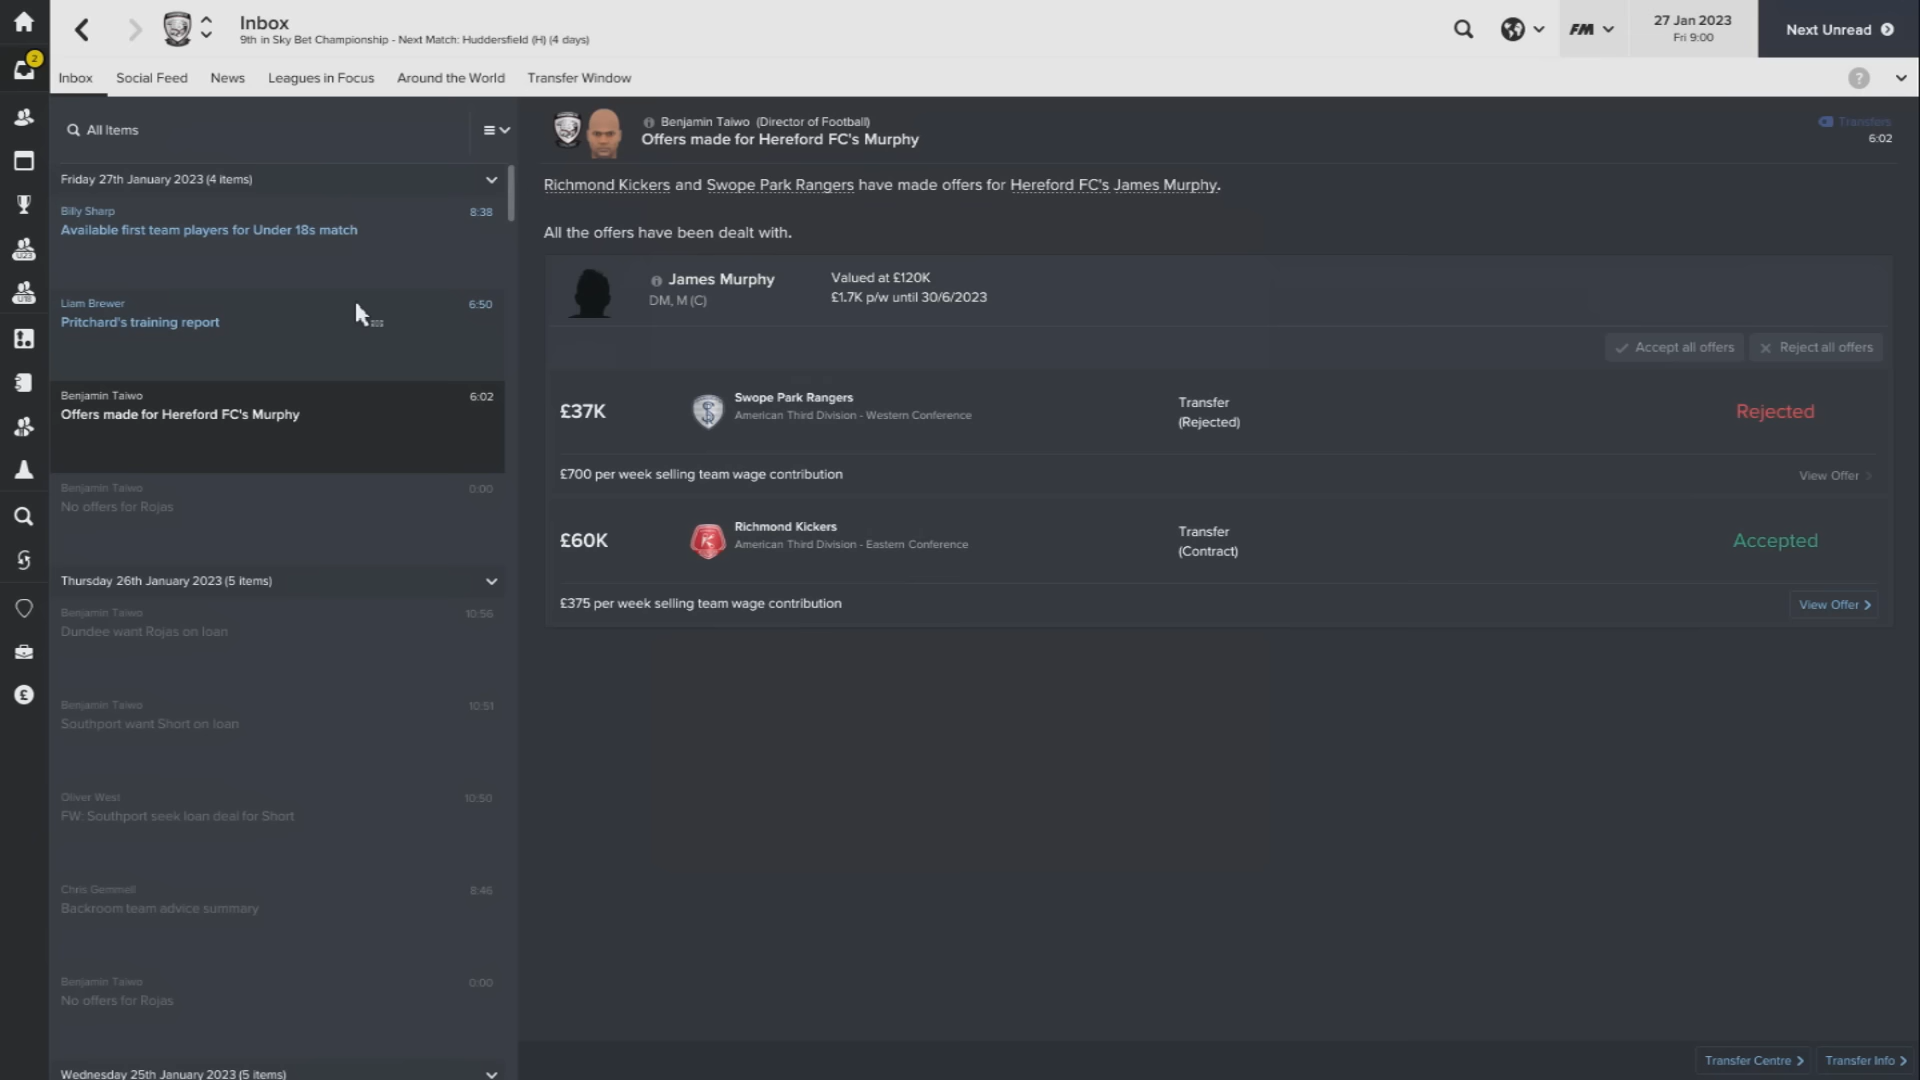 2
Inbox
9th in Sky Bet Championship - Next Match: Huddersfield (H) (4 days)
FM
27 Jan 2023
Fri 9:00
Next Unread
Inbox
Social Feed
News
Leagues in Focus
Around the World
Transfer Window
?
All Items
Friday 27th January 2023 (4 items)
Billy Sharp
8:38
Available first team players for Under 18s match
Liam Brewer
6:50
Pritchard's training report
Benjamin Taiwo
6:02
Offers made for Hereford FC's Murphy
Benjamin Taiwo
0:00
No offers for Rojas
Thursday 26th January 2023 (5 items)
Benjamin Taiwo
10:56
Dundee want Rojas on loan
Benjamin Taiwo
10:51
Southport want Short on loan
Oliver West
10:50
FW: Southport seek loan deal for Short
Chris Gemmell
8:46
Backroom team advice summary
Benjamin Taiwo
0:00
No offers for Rojas
Wednesday 25th January 2023 (5 items)
Benjamin Taiwo (Director of Football)
Offers made for Hereford FC's Murphy
Transfers
6:02
Richmond Kickers and Swope Park Rangers have made offers for Hereford FC's James Murphy.
All the offers have been dealt with.
James Murphy
DM, M (C)
Valued at £120K
£1.7K p/w until 30/6/2023
Accept all offers
Reject all offers
£37K
Swope Park Rangers
American Third Division - Western Conference
Transfer
(Rejected)
Rejected
£700 per week selling team wage contribution
View Offer
£60K
Richmond Kickers
American Third Division - Eastern Conference
Transfer
(Contract)
Accepted
£375 per week selling team wage contribution
View Offer
Transfer Centre
Transfer Info